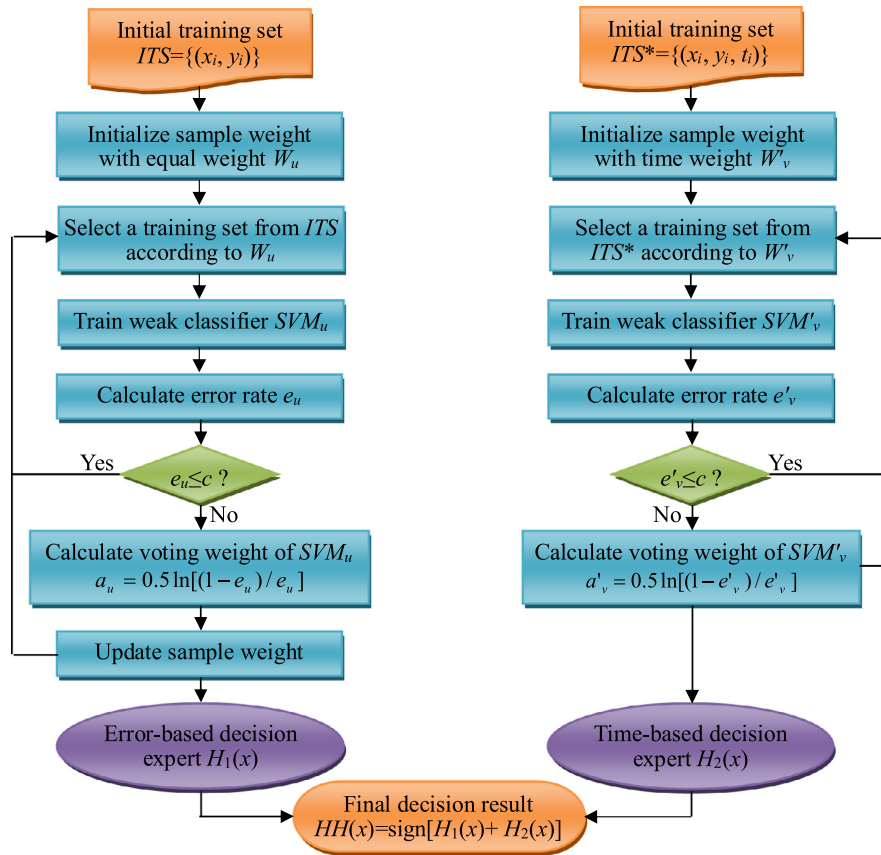 Initial training set
ITS={(xᵢ, yᵢ)}
Initialize sample weight
with equal weight Wᵤ
Select a training set from ITS
according to Wᵤ
Train weak classifier SVMᵤ
Calculate error rate eᵤ
Yes
eᵤ≤c ?
No
Calculate voting weight of SVMᵤ
aᵤ = 0.5ln[(1−eᵤ)/eᵤ]
Update sample weight
Error-based decision
expert H₁(x)
Initial training set
ITS*={(xᵢ, yᵢ, tᵢ)}
Initialize sample weight
with time weight W'ᵥ
Select a training set from
ITS* according to W'ᵥ
Train weak classifier SVM'ᵥ
Calculate error rate e'ᵥ
e'ᵥ≤c ?
Yes
No
Calculate voting weight of SVM'ᵥ
a'ᵥ = 0.5ln[(1−e'ᵥ)/e'ᵥ]
Time-based decision
expert H₂(x)
Final decision result
HH(x)=sign[H₁(x)+ H₂(x)]